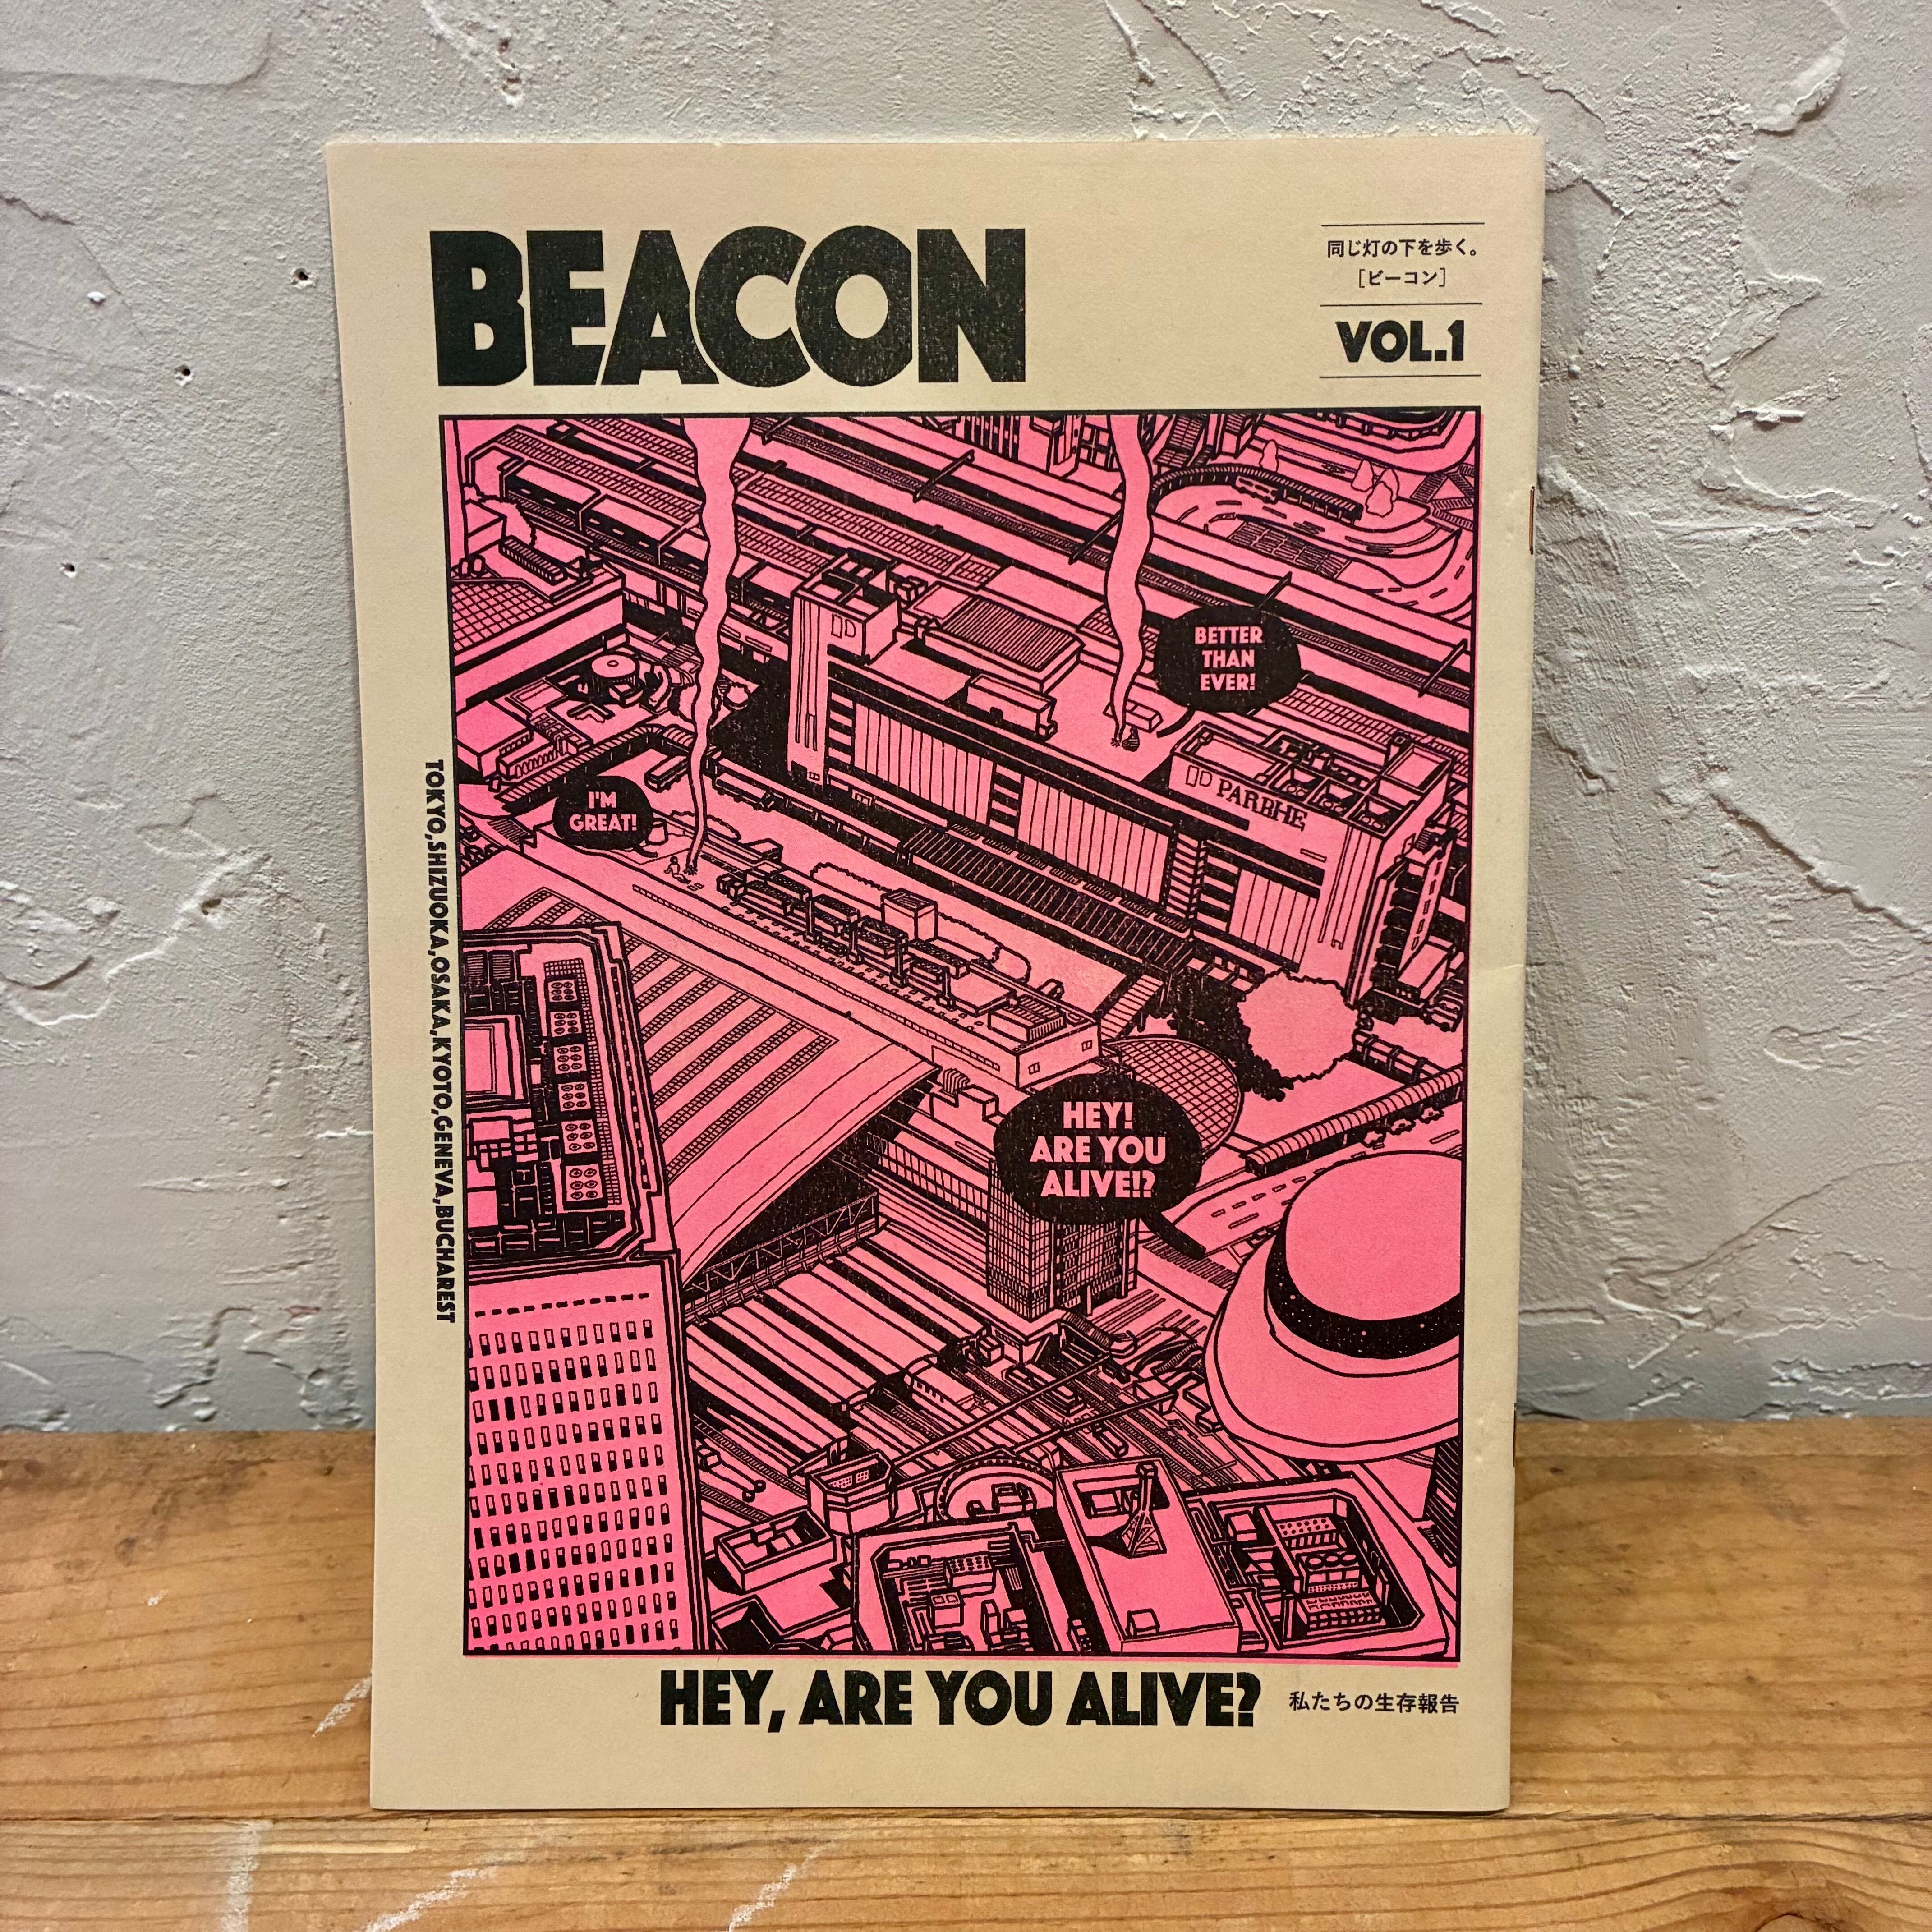 BEACON
同じ灯の下を歩く。
[ビーコン]
VOL.1
BETTER
THAN
EVER!
PARBHE
I'M
GREAT!
HEY!
ARE YOU
ALIVE!?
TOKYO,SHIZUOKA,OSAKA,KYOTO,GENEVA,BUCHAREST
HEY, ARE YOU ALIVE?
私たちの生存報告